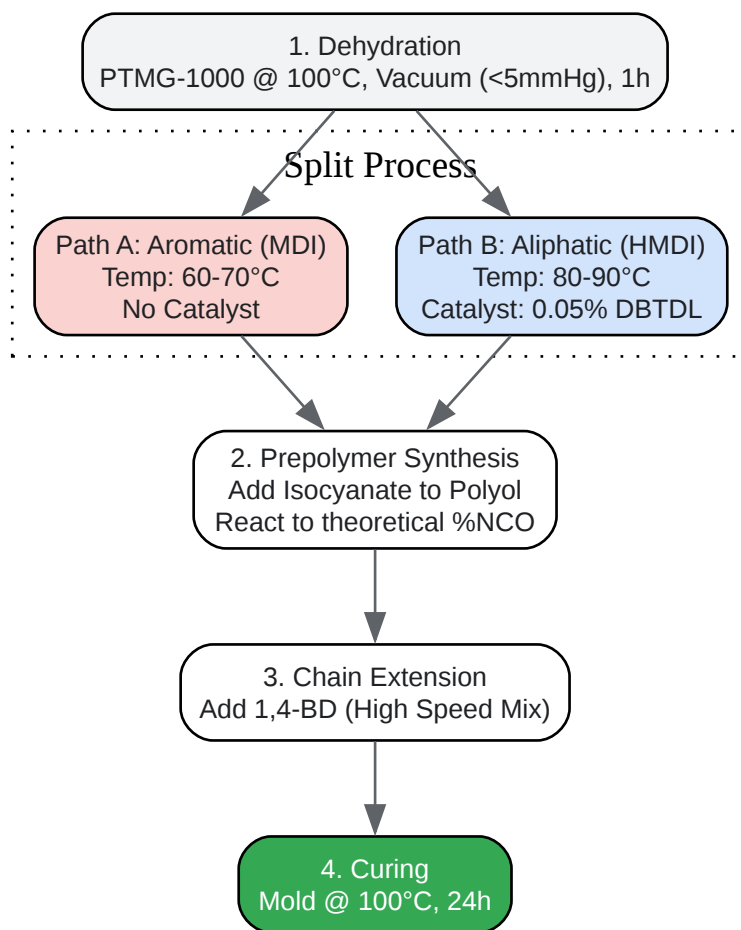 1. Dehydration
PTMG-1000 @ 100°C, Vacuum (<5mmHg), 1h
Split Process
Path A: Aromatic (MDI)
Temp: 60-70°C
No Catalyst
Path B: Aliphatic (HMDI)
Temp: 80-90°C
Catalyst: 0.05% DBTDL
2. Prepolymer Synthesis
Add Isocyanate to Polyol
React to theoretical %NCO
3. Chain Extension
Add 1,4-BD (High Speed Mix)
4. Curing
Mold @ 100°C, 24h